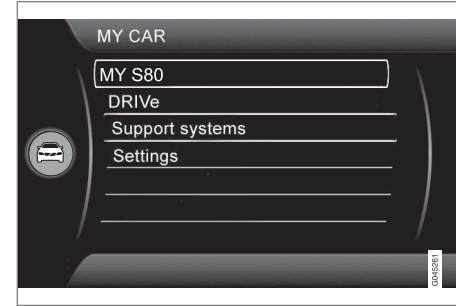 MY CAR
MY S80
DRIVe
Support systems
Settings
G045261